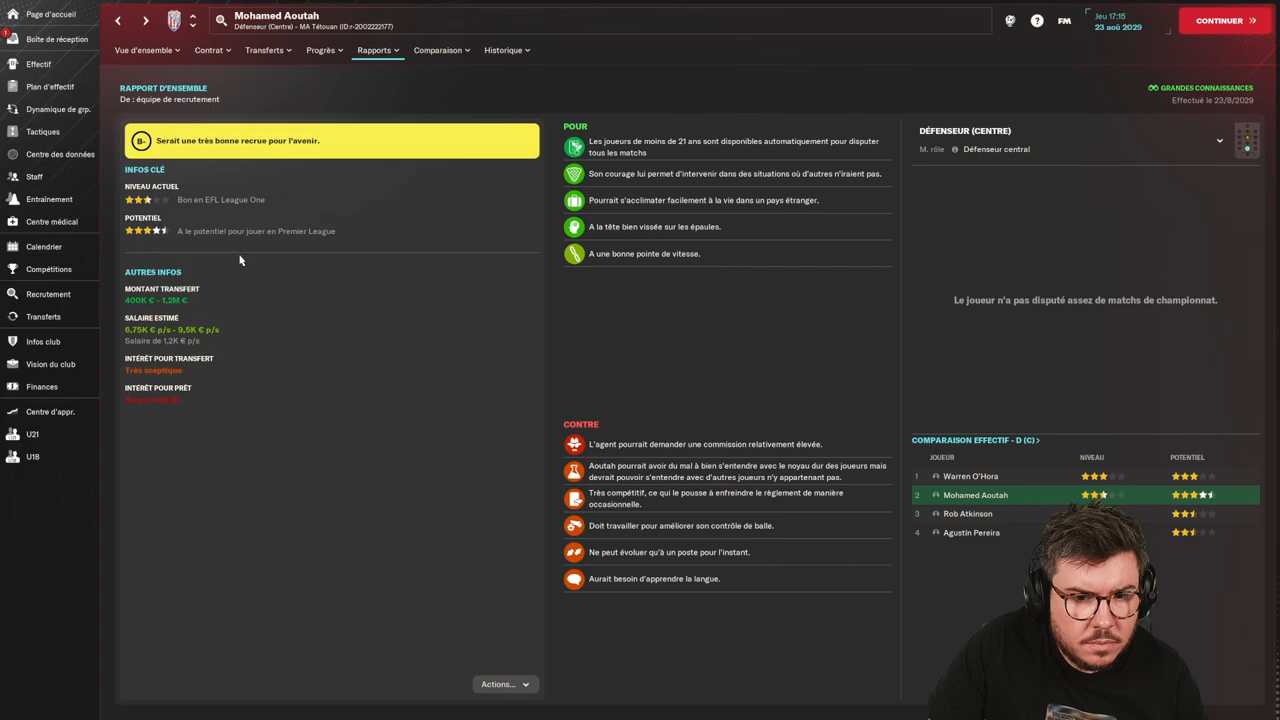 Page d'accueil
1
Boîte de réception
Effectif
Plan d'effectif
Dynamique de grp.
Tactiques
Centre des données
Staff
Entraînement
Centre médical
Calendrier
Compétitions
Recrutement
Transferts
Infos club
Vision du club
Finances
Centre d'appr.
U21
U18
Mohamed Aoutah
Défenseur (Centre) - MA Tétouan (ID:r-2002222177)
?
FM
Jeu 17:15
23 aoû 2029
CONTINUER
Vue d'ensemble
Contrat
Transferts
Progrès
Rapports
Comparaison
Historique
RAPPORT D'ENSEMBLE
De : équipe de recrutement
GRANDES CONNAISSANCES
Effectué le 23/8/2029
B-
Serait une très bonne recrue pour l'avenir.
INFOS CLÉ
NIVEAU ACTUEL
Bon en EFL League One
POTENTIEL
A le potentiel pour jouer en Premier League
AUTRES INFOS
MONTANT TRANSFERT
400K € - 1,2M €
SALAIRE ESTIMÉ
6,75K € p/s - 9,5K € p/s
Salaire de 1,2K € p/s
INTÉRÊT POUR TRANSFERT
Très sceptique
INTÉRÊT POUR PRÊT
Actions...
POUR
Les joueurs de moins de 21 ans sont disponibles automatiquement pour disputer
tous les matchs
Son courage lui permet d'intervenir dans des situations où d'autres n'iraient pas.
Pourrait s'acclimater facilement à la vie dans un pays étranger.
A la tête bien vissée sur les épaules.
A une bonne pointe de vitesse.
CONTRE
L'agent pourrait demander une commission relativement élevée.
Aoutah pourrait avoir du mal à bien s'entendre avec le noyau dur des joueurs mais
devrait pouvoir s'entendre avec d'autres joueurs n'y appartenant pas.
Très compétitif, ce qui le pousse à enfreindre le règlement de manière
occasionnelle.
Doit travailler pour améliorer son contrôle de balle.
Ne peut évoluer qu'à un poste pour l'instant.
Aurait besoin d'apprendre la langue.
DÉFENSEUR (CENTRE)
M. rôle
Défenseur central
Le joueur n'a pas disputé assez de matchs de championnat.
COMPARAISON EFFECTIF - D (C) >
JOUEUR
NIVEAU
POTENTIEL
1 Warren O'Hora
2 Mohamed Aoutah
3 Rob Atkinson
4 Agustín Pereira